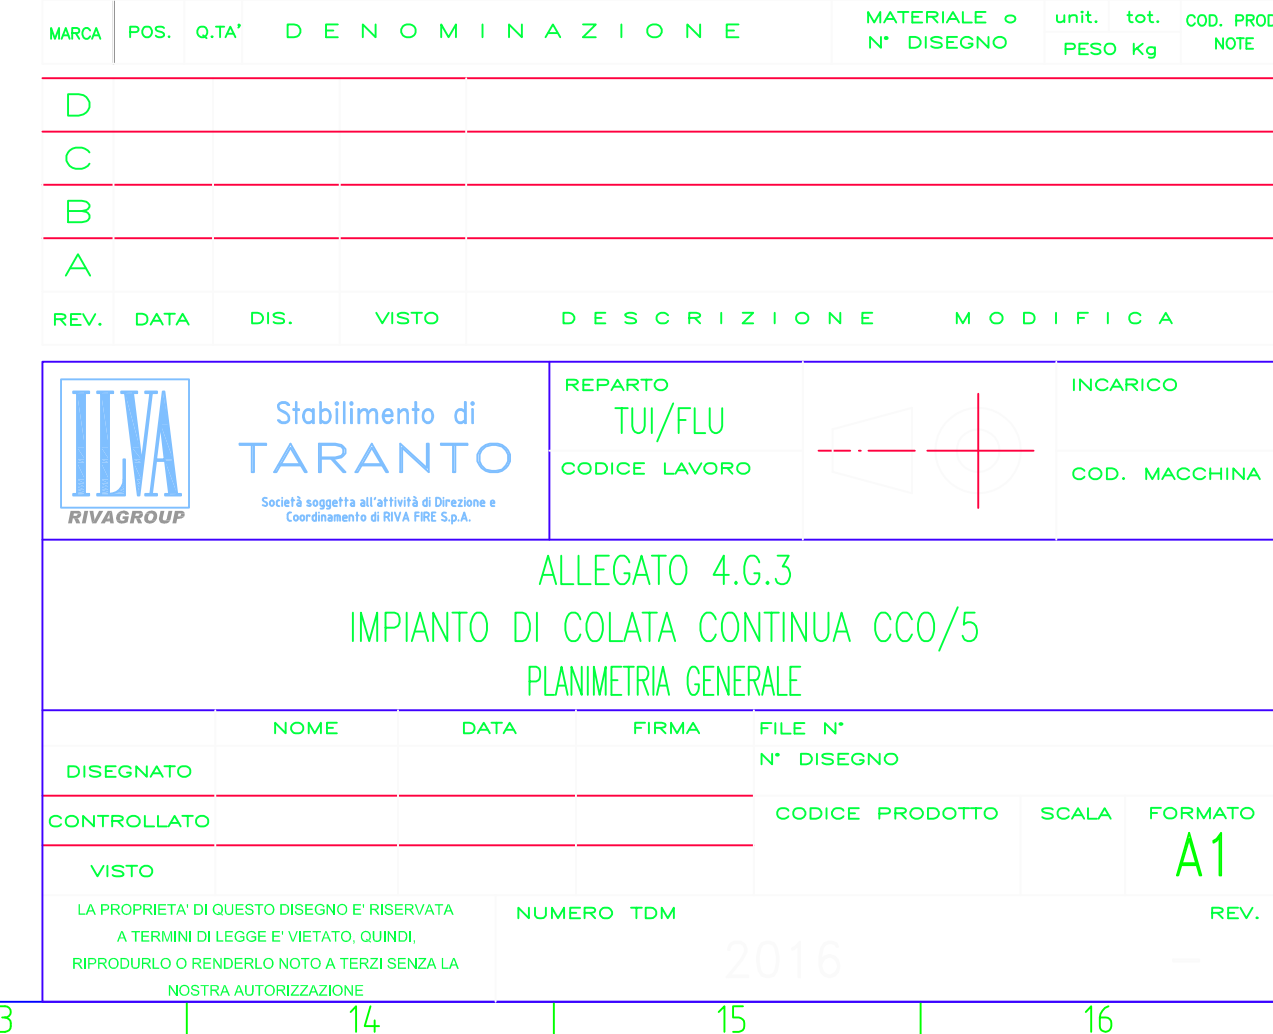 MARCA POS. Q.TA' DENOMINAZIONE MATERIALE o N° DISEGNO unit. tot. PESO Kg COD. PROD NOTE
D
C
B
A
REV. DATA DIS. VISTO DESCRIZIONE MODIFICA
ILVA
RIVAGROUP
Stabilimento di
TARANTO
Società soggetta all'attività di Direzione e
Coordinamento di RIVA FIRE S.p.A.
REPARTO
TUI/FLU
CODICE LAVORO
INCARICO
COD. MACCHINA
ALLEGATO 4.G.3
IMPIANTO DI COLATA CONTINUA CCO/5
PLANIMETRIA GENERALE
NOME DATA FIRMA FILE N°
DISEGNATO N° DISEGNO
CONTROLLATO CODICE PRODOTTO SCALA FORMATO
A1
VISTO
LA PROPRIETA' DI QUESTO DISEGNO E' RISERVATA
A TERMINI DI LEGGE E' VIETATO, QUINDI,
RIPRODURLO O RENDERLO NOTO A TERZI SENZA LA
NOSTRA AUTORIZZAZIONE
NUMERO TDM REV.
2016 —
3 14 15 16